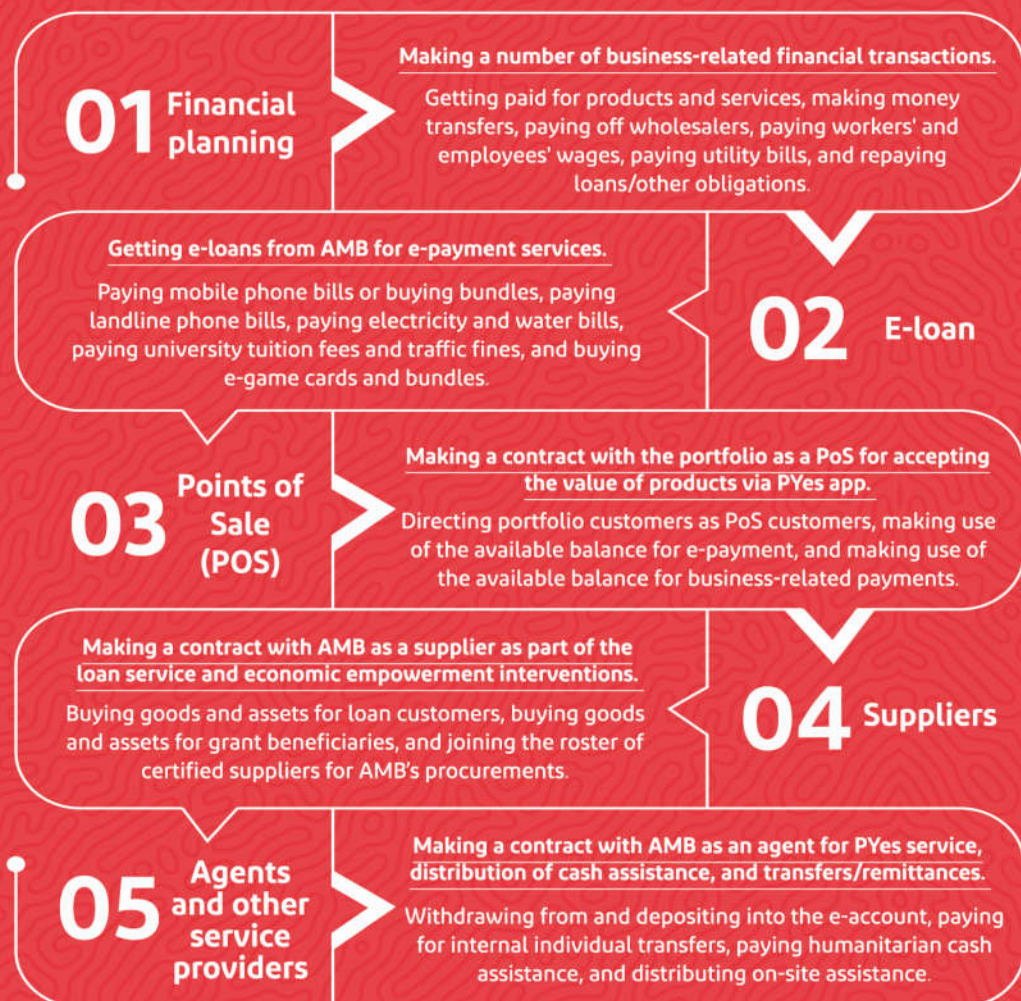 01 Financial
planning
Making a number of business-related financial transactions.
Getting paid for products and services, making money
transfers, paying off wholesalers, paying workers' and
employees' wages, paying utility bills, and repaying
loans/other obligations.
Getting e-loans from AMB for e-payment services.
Paying mobile phone bills or buying bundles, paying
landline phone bills, paying electricity and water bills,
paying university tuition fees and traffic fines, and buying
e-game cards and bundles.
02 E-loan
03 Points of
Sale
(POS)
Making a contract with the portfolio as a PoS for accepting
the value of products via PYes app.
Directing portfolio customers as PoS customers, making use
of the available balance for e-payment, and making use of
the available balance for business-related payments.
Making a contract with AMB as a supplier as part of the
loan service and economic empowerment interventions.
Buying goods and assets for loan customers, buying goods
and assets for grant beneficiaries, and joining the roster of
certified suppliers for AMB's procurements.
04 Suppliers
05 Agents
and other
service
providers
Making a contract with AMB as an agent for PYes service,
distribution of cash assistance, and transfers/remittances.
Withdrawing from and depositing into the e-account, paying
for internal individual transfers, paying humanitarian cash
assistance, and distributing on-site assistance.